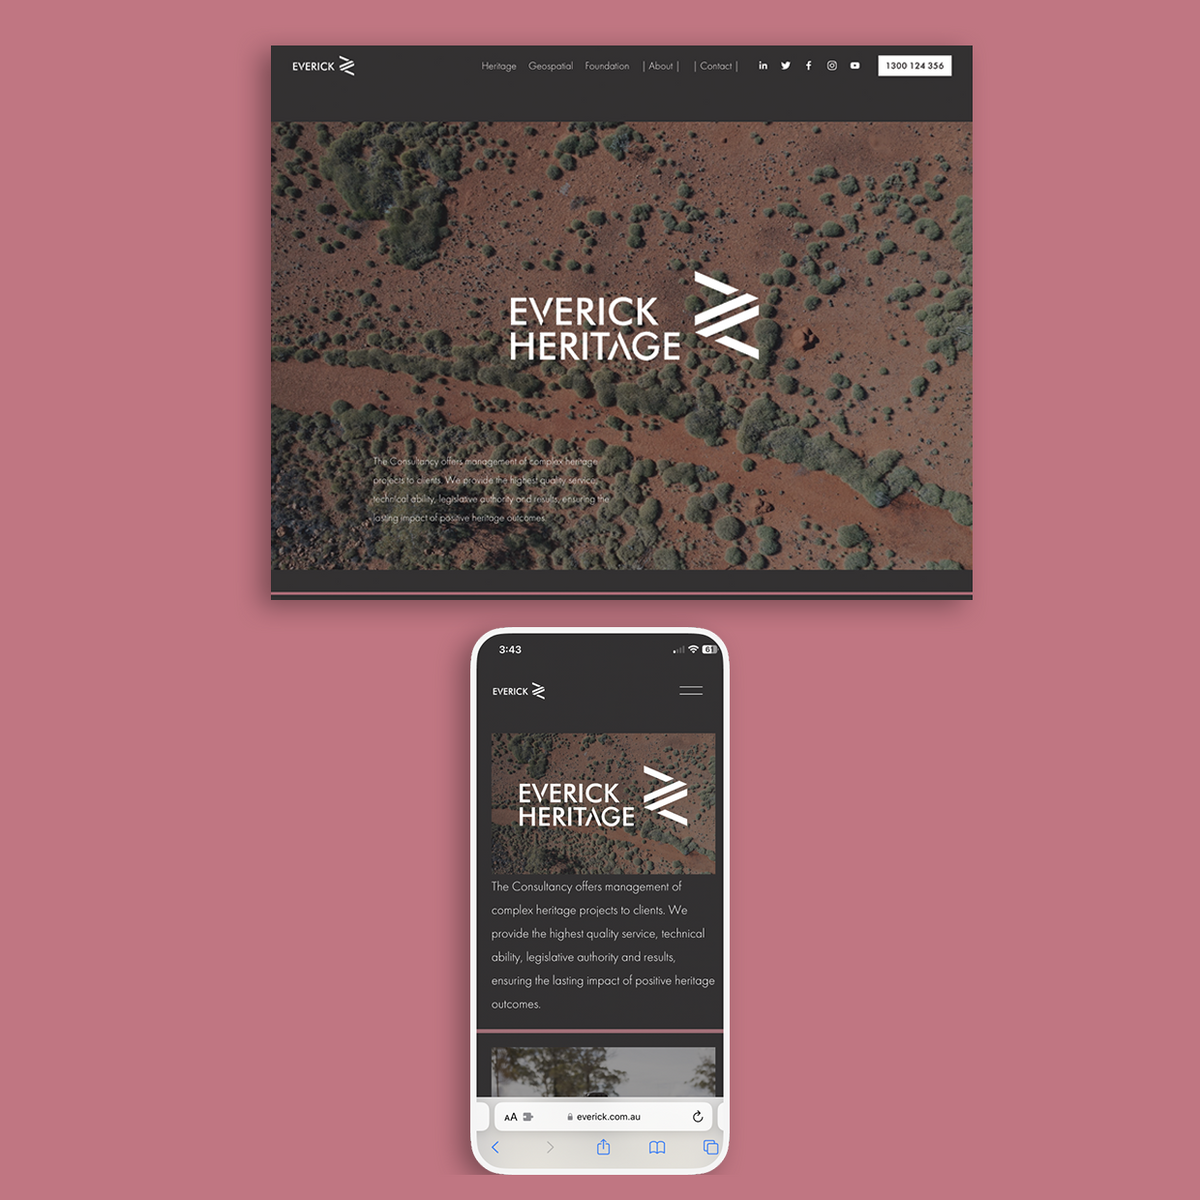 EVERICK
Heritage Geospatial Foundation | About | | Contact | 1300 124 356
EVERICK
HERITAGE
The Consultancy offers management of complex heritage
projects to clients. We provide the highest quality service,
technical ability, legislative authority and results, ensuring the
lasting impact of positive heritage outcomes.
3:43
61
EVERICK
EVERICK
HERITAGE
The Consultancy offers management of
complex heritage projects to clients. We
provide the highest quality service, technical
ability, legislative authority and results,
ensuring the lasting impact of positive heritage
outcomes.
AA everick.com.au